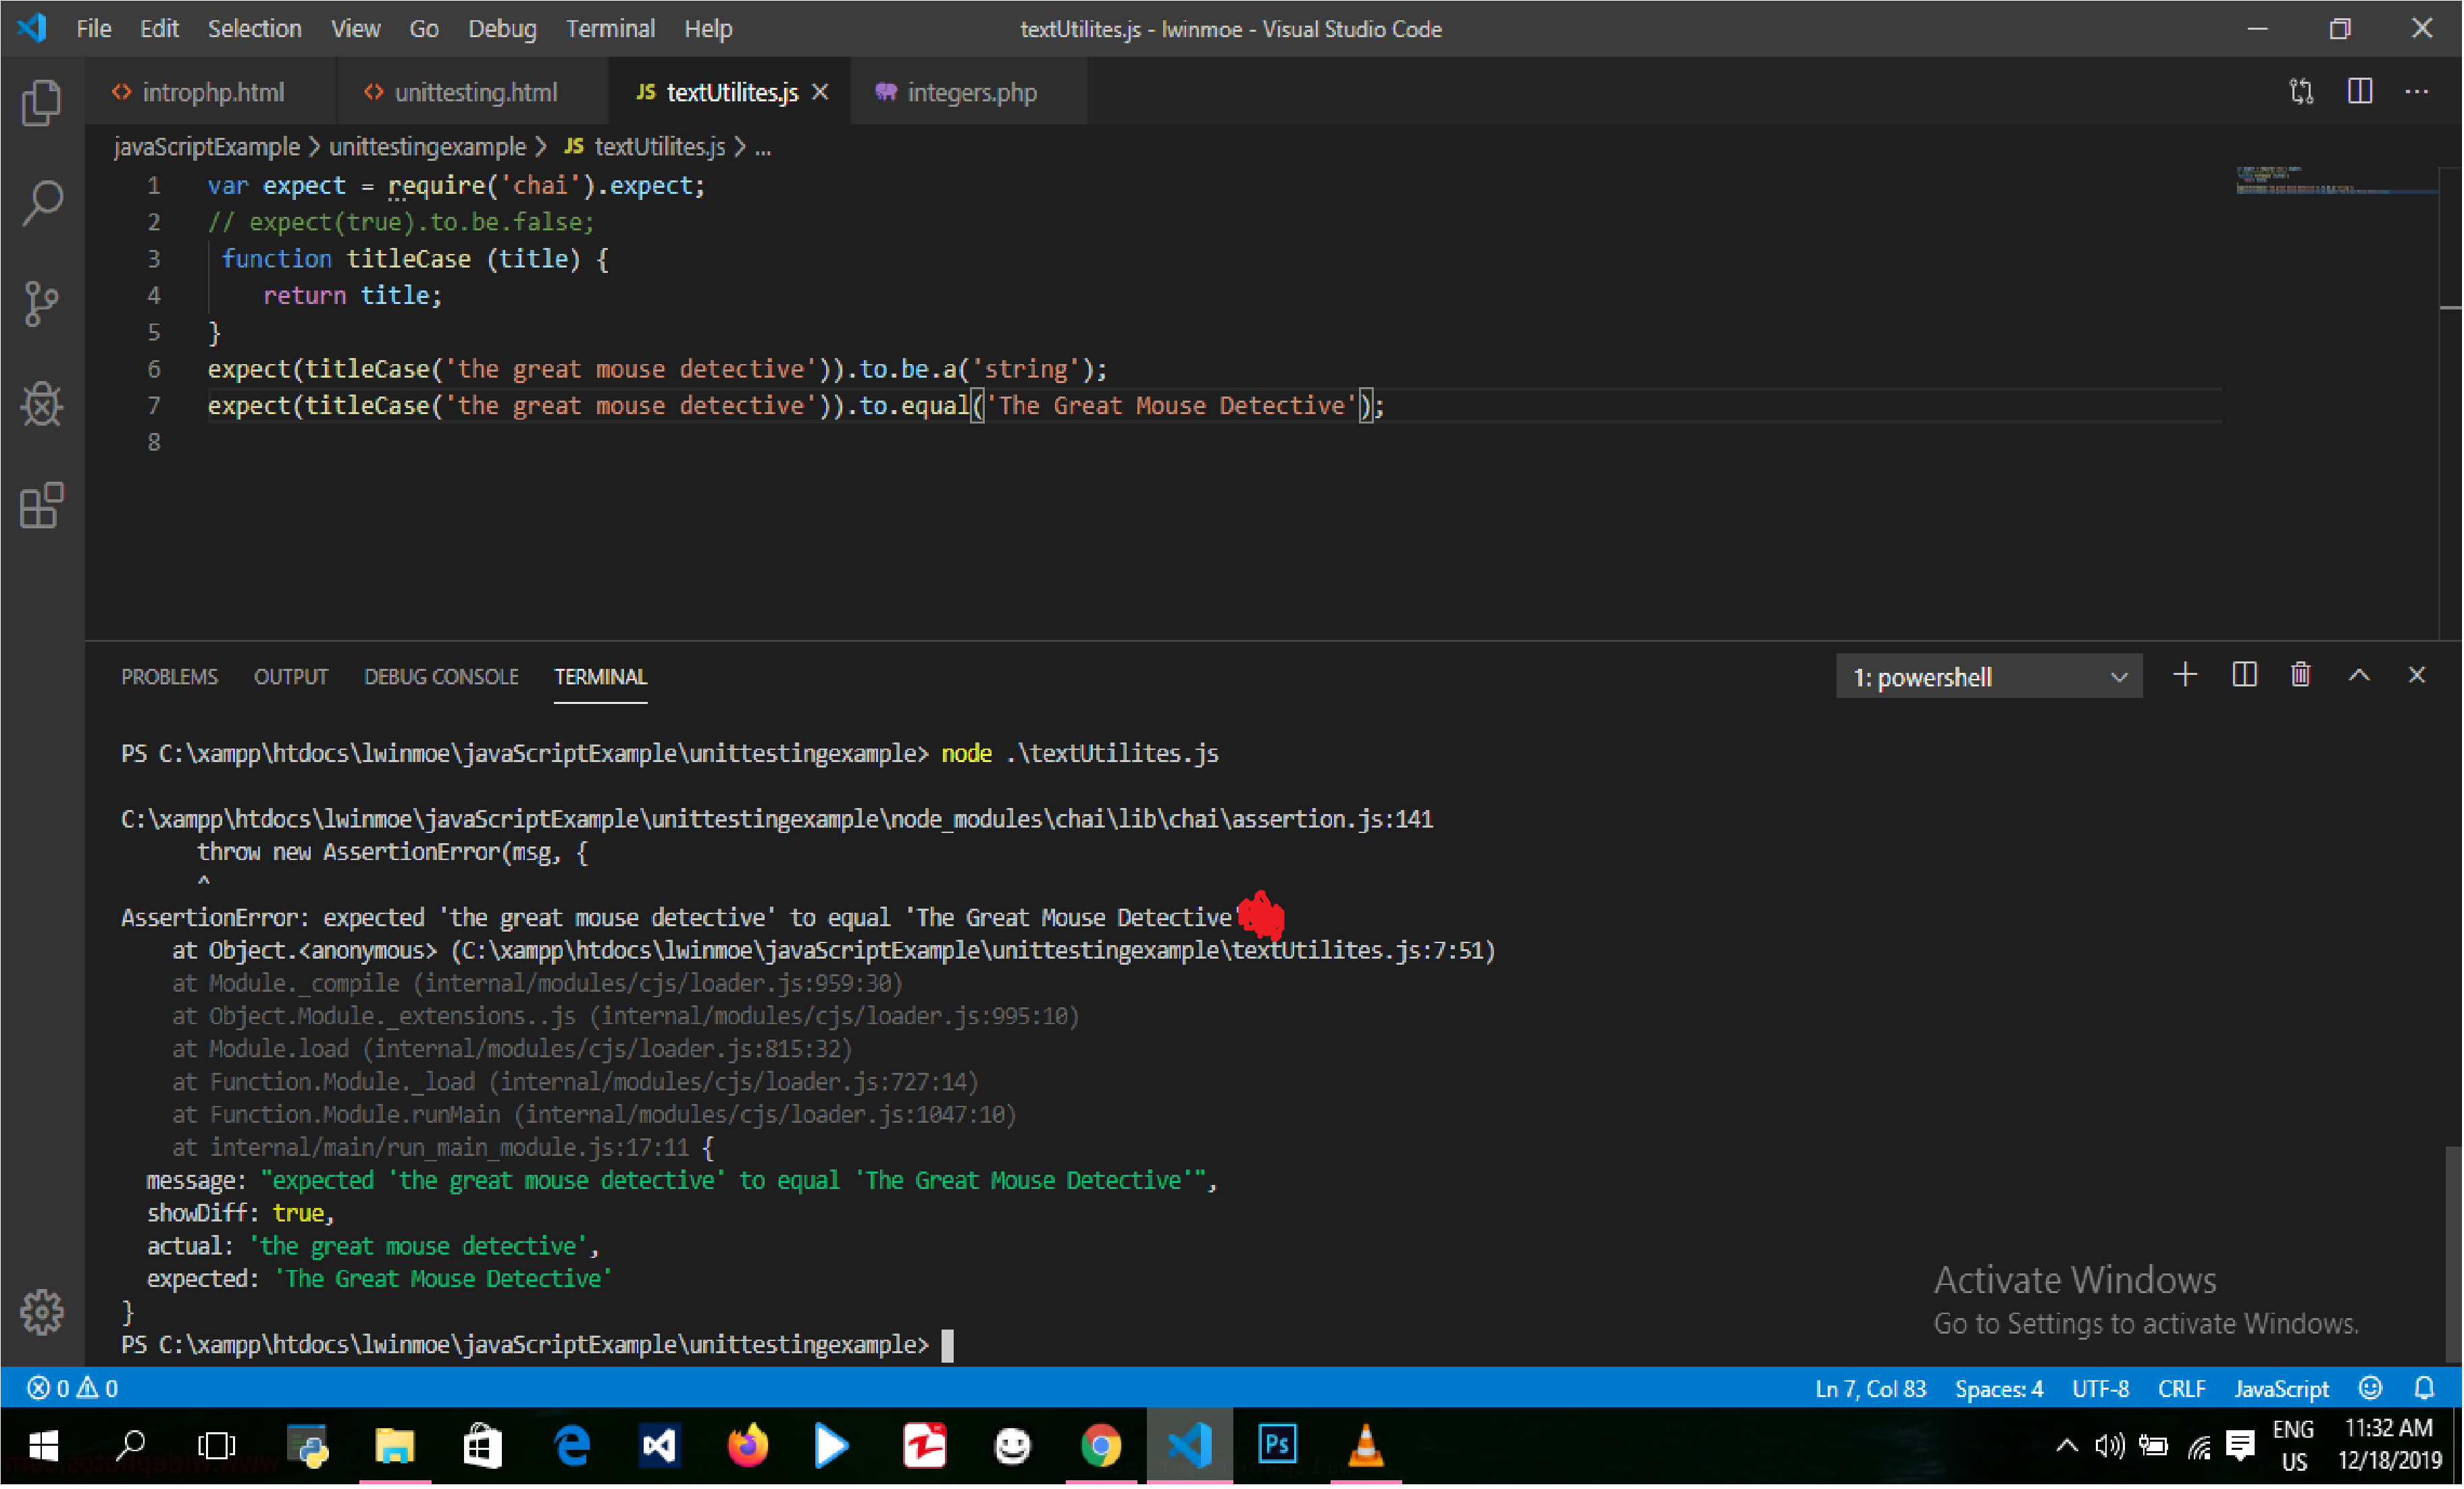 File Edit Selection View Go Debug Terminal Help
textUtilites.js - lwinmoe - Visual Studio Code
introphp.html
unittesting.html
JS textUtilites.js
integers.php
javaScriptExample > unittestingexample > JS textUtilites.js > ...
1 var expect = require('chai').expect;
2 // expect(true).to.be.false;
3 function titleCase (title) {
4 return title;
5 }
6 expect(titleCase('the great mouse detective')).to.be.a('string');
7 expect(titleCase('the great mouse detective')).to.equal('The Great Mouse Detective');
8
PROBLEMS OUTPUT DEBUG CONSOLE TERMINAL
1: powershell
PS C:\xampp\htdocs\lwinmoe\javaScriptExample\unittestingexample> node .\textUtilites.js
C:\xampp\htdocs\lwinmoe\javaScriptExample\unittestingexample\node_modules\chai\lib\chai\assertion.js:141
throw new AssertionError(msg, {
^
AssertionError: expected 'the great mouse detective' to equal 'The Great Mouse Detective'
at Object.<anonymous> (C:\xampp\htdocs\lwinmoe\javaScriptExample\unittestingexample\textUtilites.js:7:51)
at Module._compile (internal/modules/cjs/loader.js:959:30)
at Object.Module._extensions..js (internal/modules/cjs/loader.js:995:10)
at Module.load (internal/modules/cjs/loader.js:815:32)
at Function.Module._load (internal/modules/cjs/loader.js:727:14)
at Function.Module.runMain (internal/modules/cjs/loader.js:1047:10)
at internal/main/run_main_module.js:17:11 {
message: "expected 'the great mouse detective' to equal 'The Great Mouse Detective'",
showDiff: true,
actual: 'the great mouse detective',
expected: 'The Great Mouse Detective'
}
PS C:\xampp\htdocs\lwinmoe\javaScriptExample\unittestingexample>
Activate Windows
Go to Settings to activate Windows.
0 0
Ln 7, Col 83 Spaces: 4 UTF-8 CRLF JavaScript
Ps
ENG
US
11:32 AM
12/18/2019